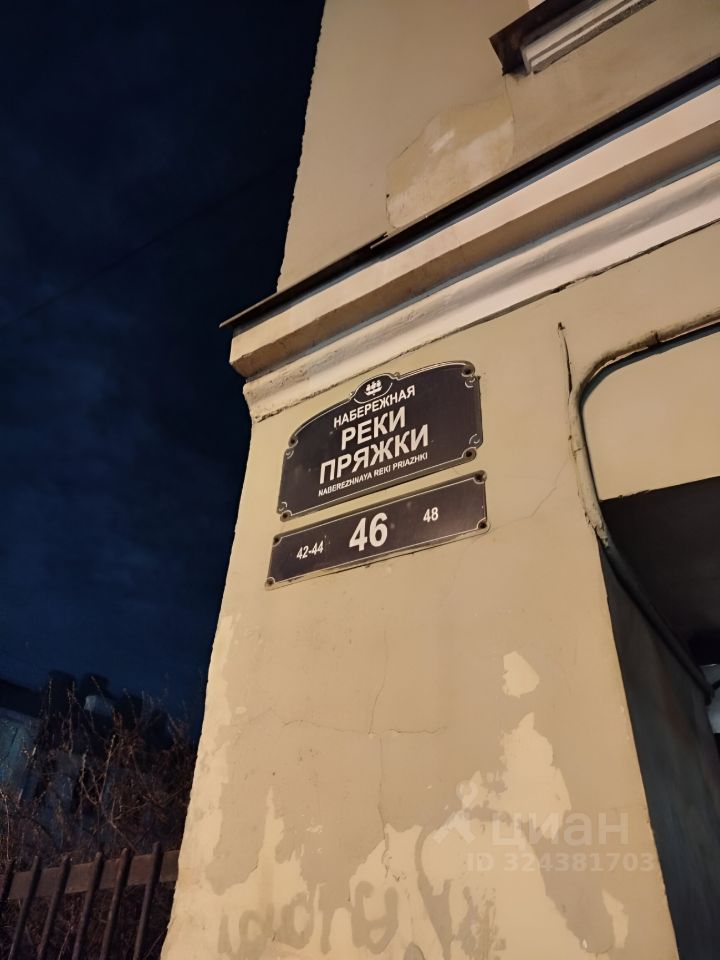 НАБЕРЕЖНАЯ
РЕКИ
ПРЯЖКИ
NABEREZHNAYA REKI PRIAZHKI
42-44 46 48
циан
ID 324381703